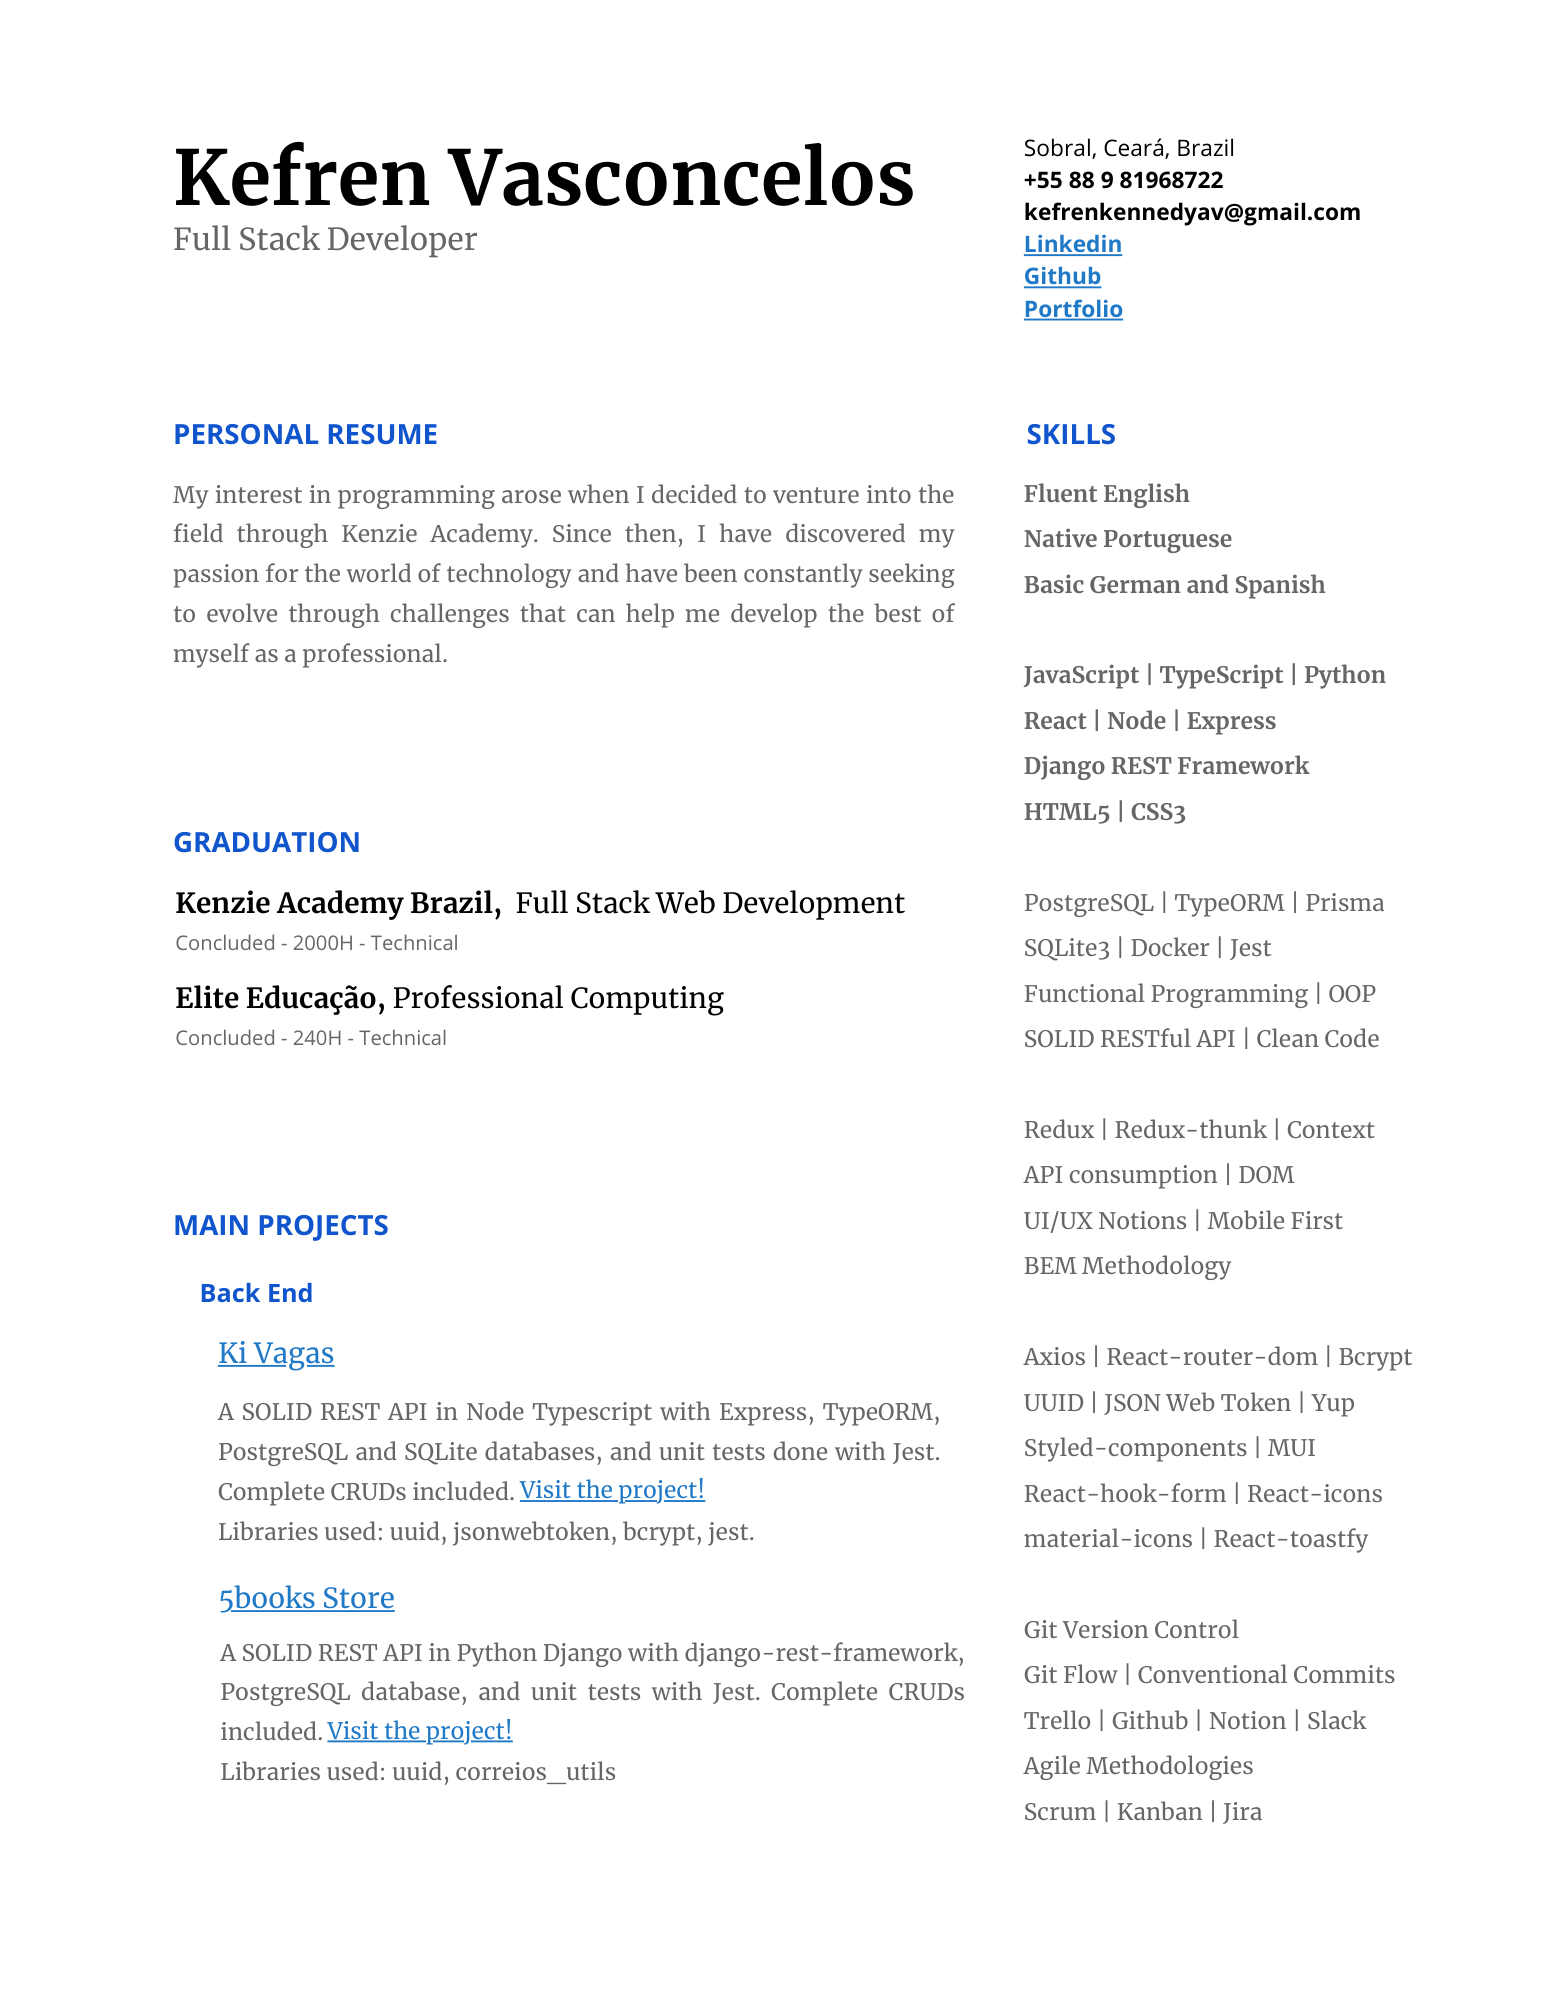 Kefren Vasconcelos
Full Stack Developer
Sobral, Ceará, Brazil
+55 88 9 81968722
kefrenkennedyav@gmail.com
Linkedin
Github
Portfolio
PERSONAL RESUME
My interest in programming arose when I decided to venture into the
field through Kenzie Academy. Since then, I have discovered my
passion for the world of technology and have been constantly seeking
to evolve through challenges that can help me develop the best of
myself as a professional.
GRADUATION
Kenzie Academy Brazil, Full Stack Web Development
Concluded - 2000H - Technical
Elite Educação, Professional Computing
Concluded - 240H - Technical
MAIN PROJECTS
Back End
Ki Vagas
A SOLID REST API in Node Typescript with Express, TypeORM,
PostgreSQL and SQLite databases, and unit tests done with Jest.
Complete CRUDs included. Visit the project!
Libraries used: uuid, jsonwebtoken, bcrypt, jest.
5books Store
A SOLID REST API in Python Django with django-rest-framework,
PostgreSQL database, and unit tests with Jest. Complete CRUDs
included. Visit the project!
Libraries used: uuid, correios_utils
SKILLS
Fluent English
Native Portuguese
Basic German and Spanish
JavaScript | TypeScript | Python
React | Node | Express
Django REST Framework
HTML5 | CSS3
PostgreSQL | TypeORM | Prisma
SQLite3 | Docker | Jest
Functional Programming | OOP
SOLID RESTful API | Clean Code
Redux | Redux-thunk | Context
API consumption | DOM
UI/UX Notions | Mobile First
BEM Methodology
Axios | React-router-dom | Bcrypt
UUID | JSON Web Token | Yup
Styled-components | MUI
React-hook-form | React-icons
material-icons | React-toastfy
Git Version Control
Git Flow | Conventional Commits
Trello | Github | Notion | Slack
Agile Methodologies
Scrum | Kanban | Jira